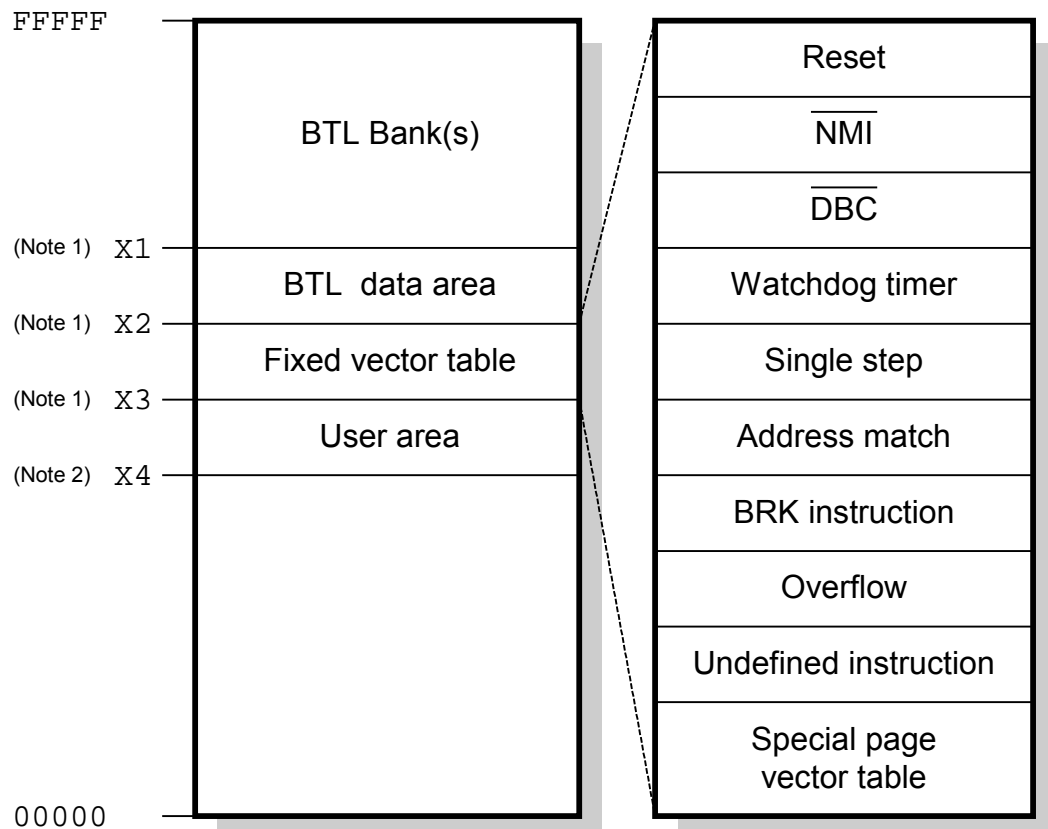 FFFFF
BTL Bank(s)
(Note 1) X1
BTL data area
(Note 1) X2
Fixed vector table
(Note 1) X3
User area
(Note 2) X4
00000
Reset
NMI
DBC
Watchdog timer
Single step
Address match
BRK instruction
Overflow
Undefined instruction
Special page
vector table